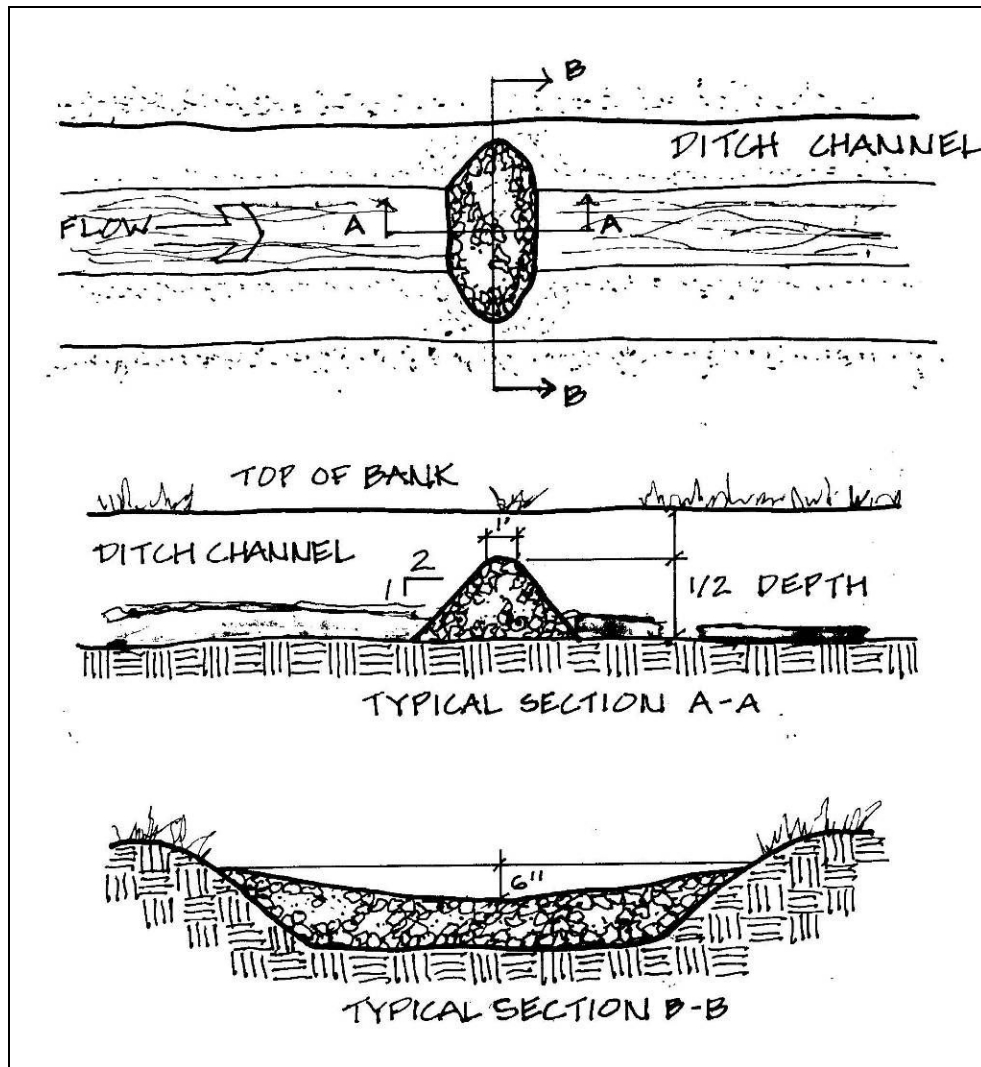 B
DITCH CHANNEL
FLOW
A
A
B
TOP OF BANK
1'
DITCH CHANNEL
2
1
1/2 DEPTH
TYPICAL SECTION A-A
6"
TYPICAL SECTION B-B